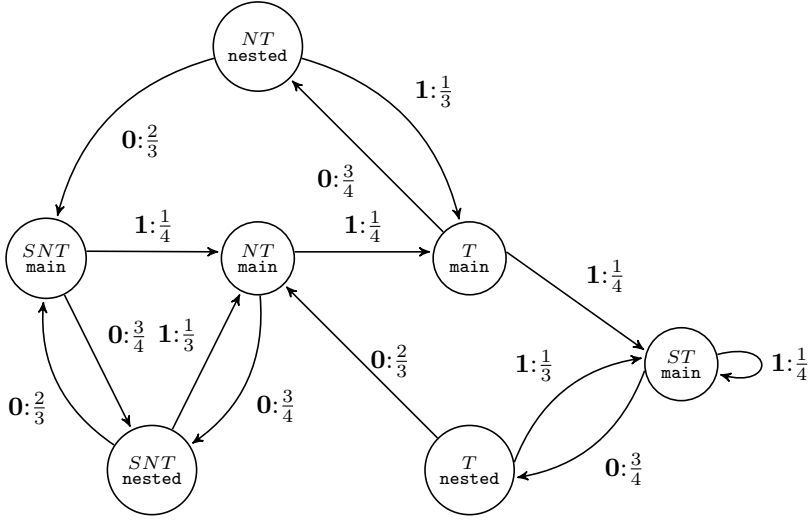 NT
nested
1:1/3
0:2/3
0:3/4
1:1/4
1:1/4
SNT
main
NT
main
T
main
1:1/4
0:3/4 1:1/3
0:2/3
1:1/3
ST
main
1:1/4
0:2/3
0:3/4
SNT
nested
T
nested
0:3/4